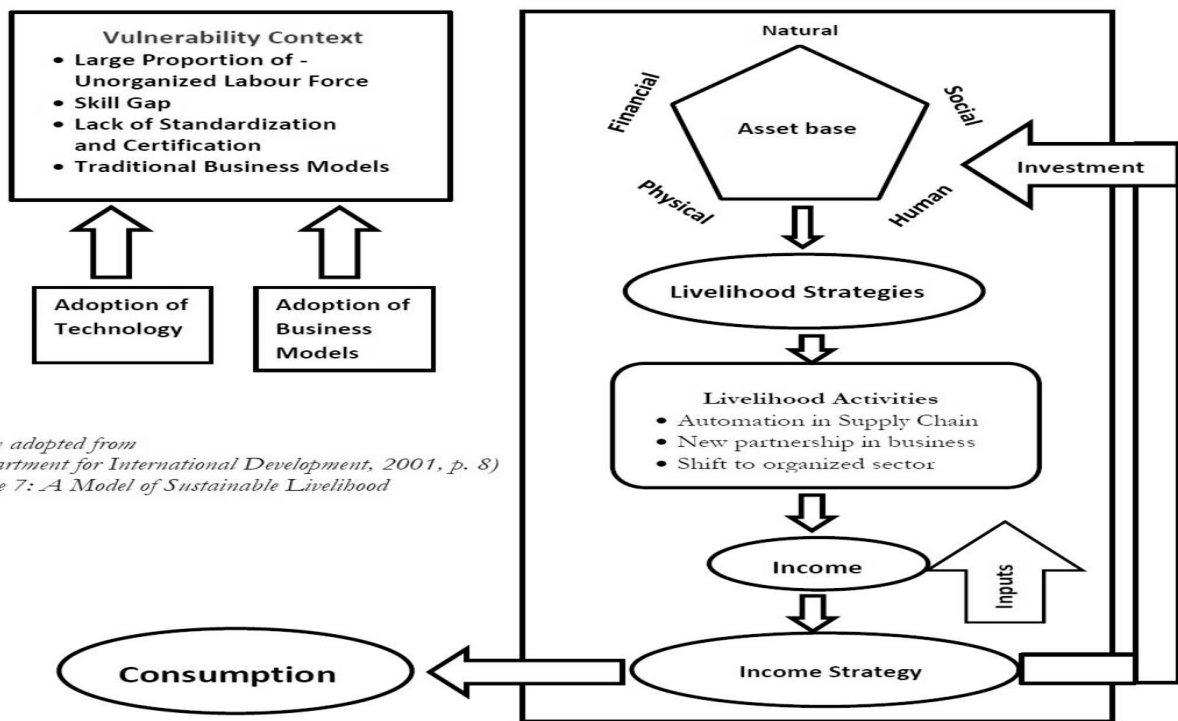 Vulnerability Context
• Large Proportion of -
Unorganized Labour Force
• Skill Gap
• Lack of Standardization
and Certification
• Traditional Business Models
Adoption of
Technology
Adoption of
Business
Models
adopted from
artment for International Development, 2001, p. 8)
e 7: A Model of Sustainable Livelihood
Natural
Financial
Social
Asset base
Physical
Human
Investment
Livelihood Strategies
Livelihood Activities
• Automation in Supply Chain
• New partnership in business
• Shift to organized sector
Income
Inputs
Income Strategy
Consumption